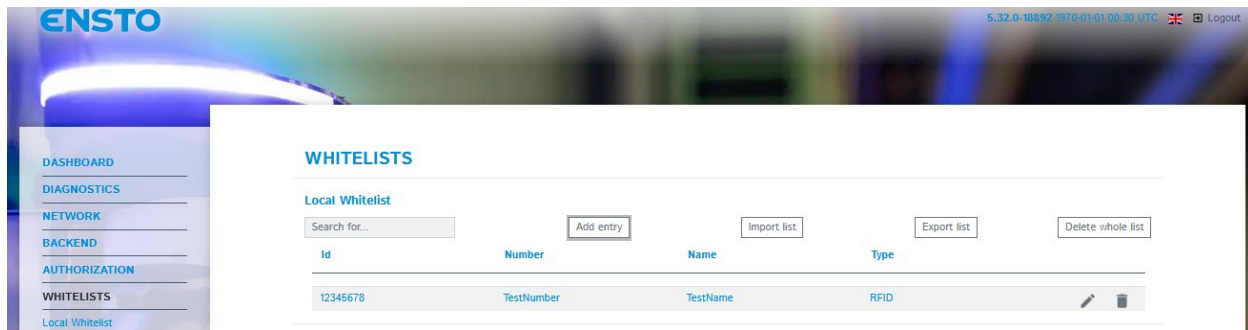 ENSTO
5.32.0-18892 1970-01-01 00:30 UTC Logout
DASHBOARD
DIAGNOSTICS
NETWORK
BACKEND
AUTHORIZATION
WHITELISTS
Local Whitelist
WHITELISTS
Local Whitelist
Search for... Add entry Import list Export list Delete whole list
Id Number Name Type
12345678 TestNumber TestName RFID